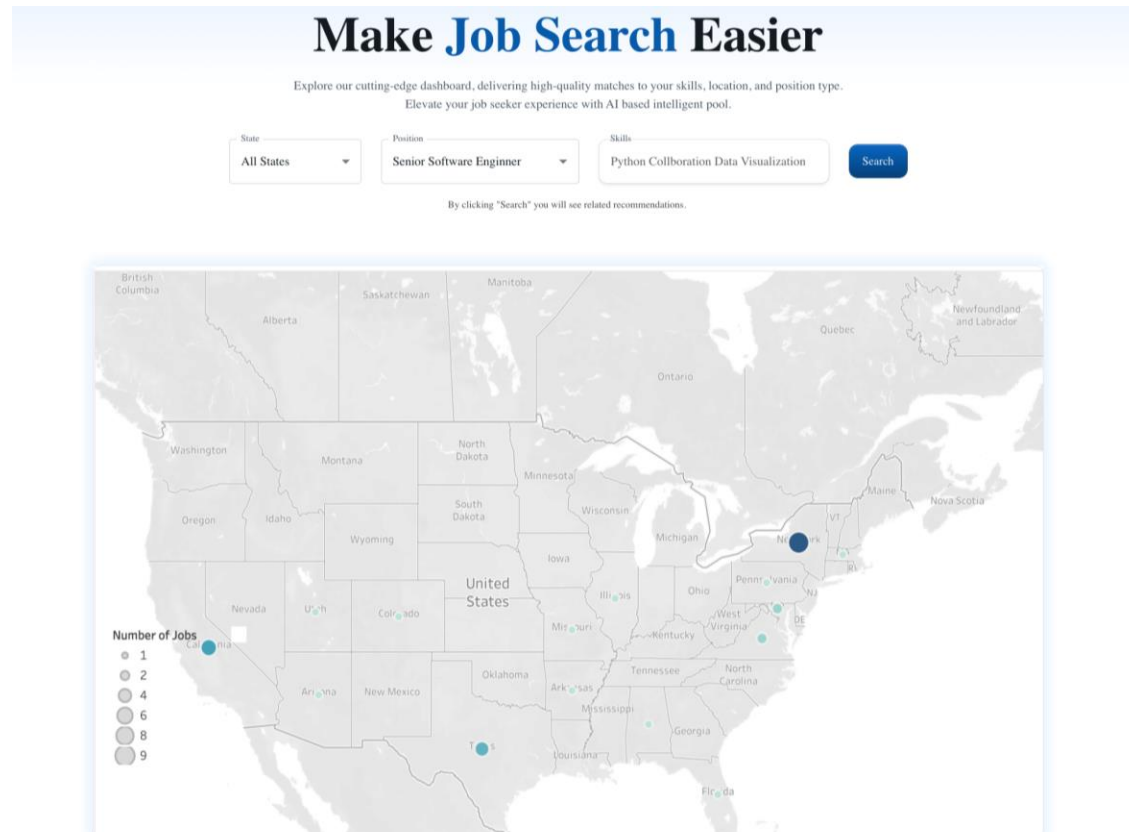 Make Job Search Easier
Explore our cutting-edge dashboard, delivering high-quality matches to your skills, location, and position type.
Elevate your job seeker experience with AI based intelligent pool.
State
Position
Skills
All States
Senior Software Enginner
Python Collboration Data Visualization
Search
By clicking "Search" you will see related recommendations.
British
Columbia
Alberta
Saskatchewan
Manitoba
Ontario
Quebec
Newfoundland
and Labrador
Washington
Montana
North
Dakota
Minnesota
Wisconsin
Michigan
Maine
Nova Scotia
Oregon
Idaho
Wyoming
South
Dakota
Iowa
VT
RI
United
States
Ohio
NJ
Nevada
West
Virginia
DE
Kentucky
Oklahoma
Tennessee
North
Carolina
New Mexico
Mississippi
Georgia
Louisiana
Number of Jobs
1
2
4
6
8
9